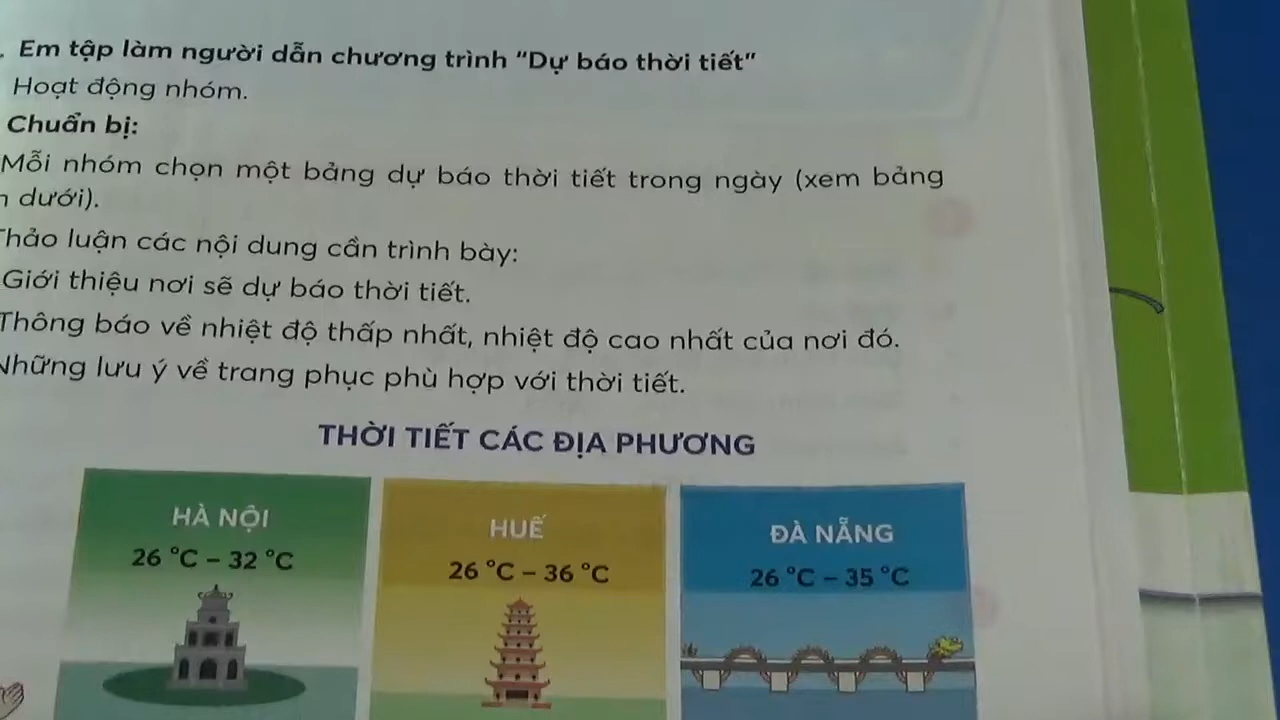 . Em tập làm người dẫn chương trình “Dự báo thời tiết”
Hoạt động nhóm.
Chuẩn bị:
Mỗi nhóm chọn một bảng dự báo thời tiết trong ngày (xem bảng
dưới).
Thảo luận các nội dung cần trình bày:
Giới thiệu nơi sẽ dự báo thời tiết.
Thông báo về nhiệt độ thấp nhất, nhiệt độ cao nhất của nơi đó.
Những lưu ý về trang phục phù hợp với thời tiết.
THỜI TIẾT CÁC ĐỊA PHƯƠNG
HÀ NỘI
26 °C – 32 °C
HUẾ
26 °C – 36 °C
ĐÀ NẴNG
26 °C – 35 °C